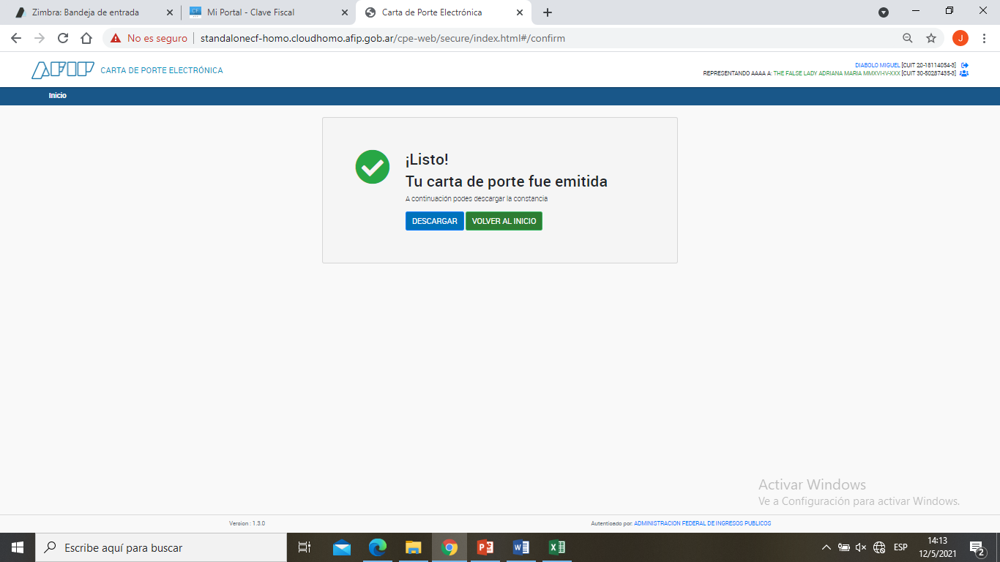 Zimbra: Bandeja de entrada
Mi Portal - Clave Fiscal
Carta de Porte Electrónica
No es seguro
standalonecf-homo.cloudhomo.afip.gob.ar/cpe-web/secure/index.html#/confirm
J
AFIP
CARTA DE PORTE ELECTRÓNICA
DIABOLO MIGUEL [CUIT 20-18114054-3]
REPRESENTANDO AAAA A: THE FALSE LADY ADRIANA MARIA MMXVI-IV-XXX [CUIT 30-50287435-3]
Inicio
¡Listo!
Tu carta de porte fue emitida
A continuación podes descargar la constancia
DESCARGAR
VOLVER AL INICIO
Activar Windows
Ve a Configuración para activar Windows.
Version : 1.3.0
Autenticado por: ADMINISTRACION FEDERAL DE INGRESOS PUBLICOS
Escribe aquí para buscar
ESP
14:13
12/5/2021
2